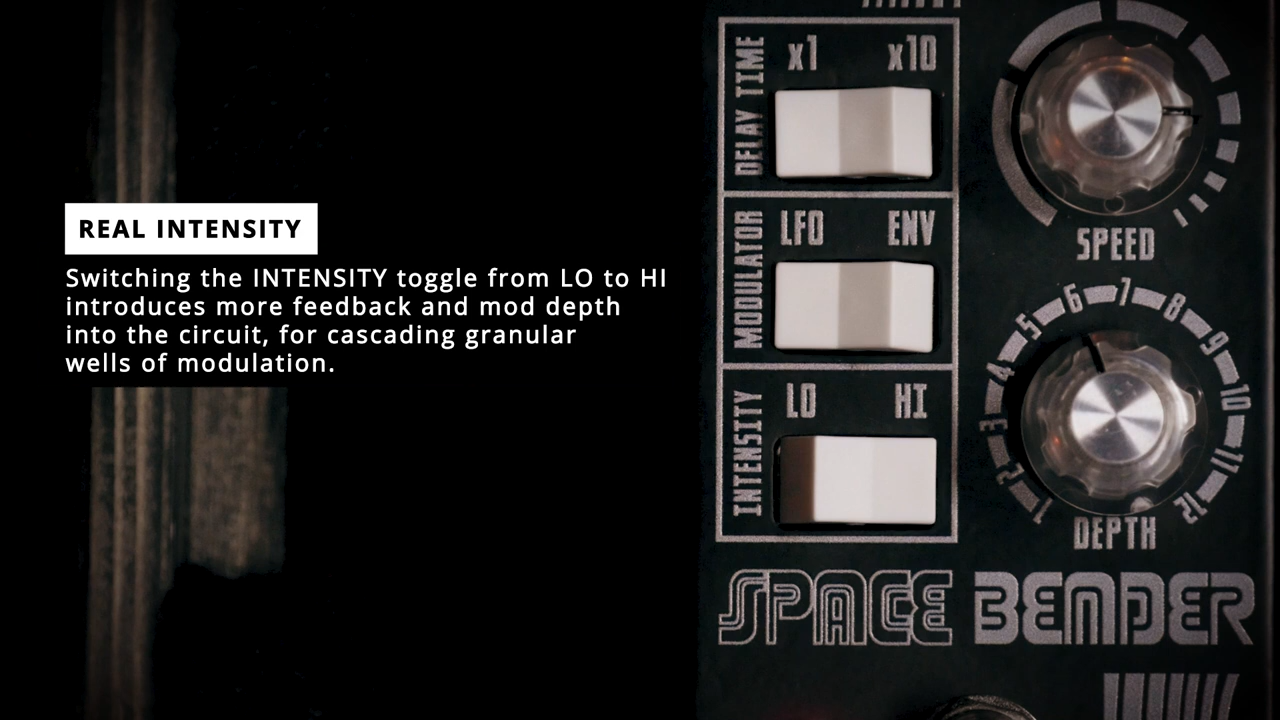 REAL INTENSITY
Switching the INTENSITY toggle from LO to HI
introduces more feedback and mod depth
into the circuit, for cascading granular
wells of modulation.
DELAY TIME
x1 x10
MODULATOR
LFO ENV
INTENSITY
LO HI
SPEED
1 2 3 4 5 6 7 8 9 10 11 12
DEPTH
SPACE BENDER